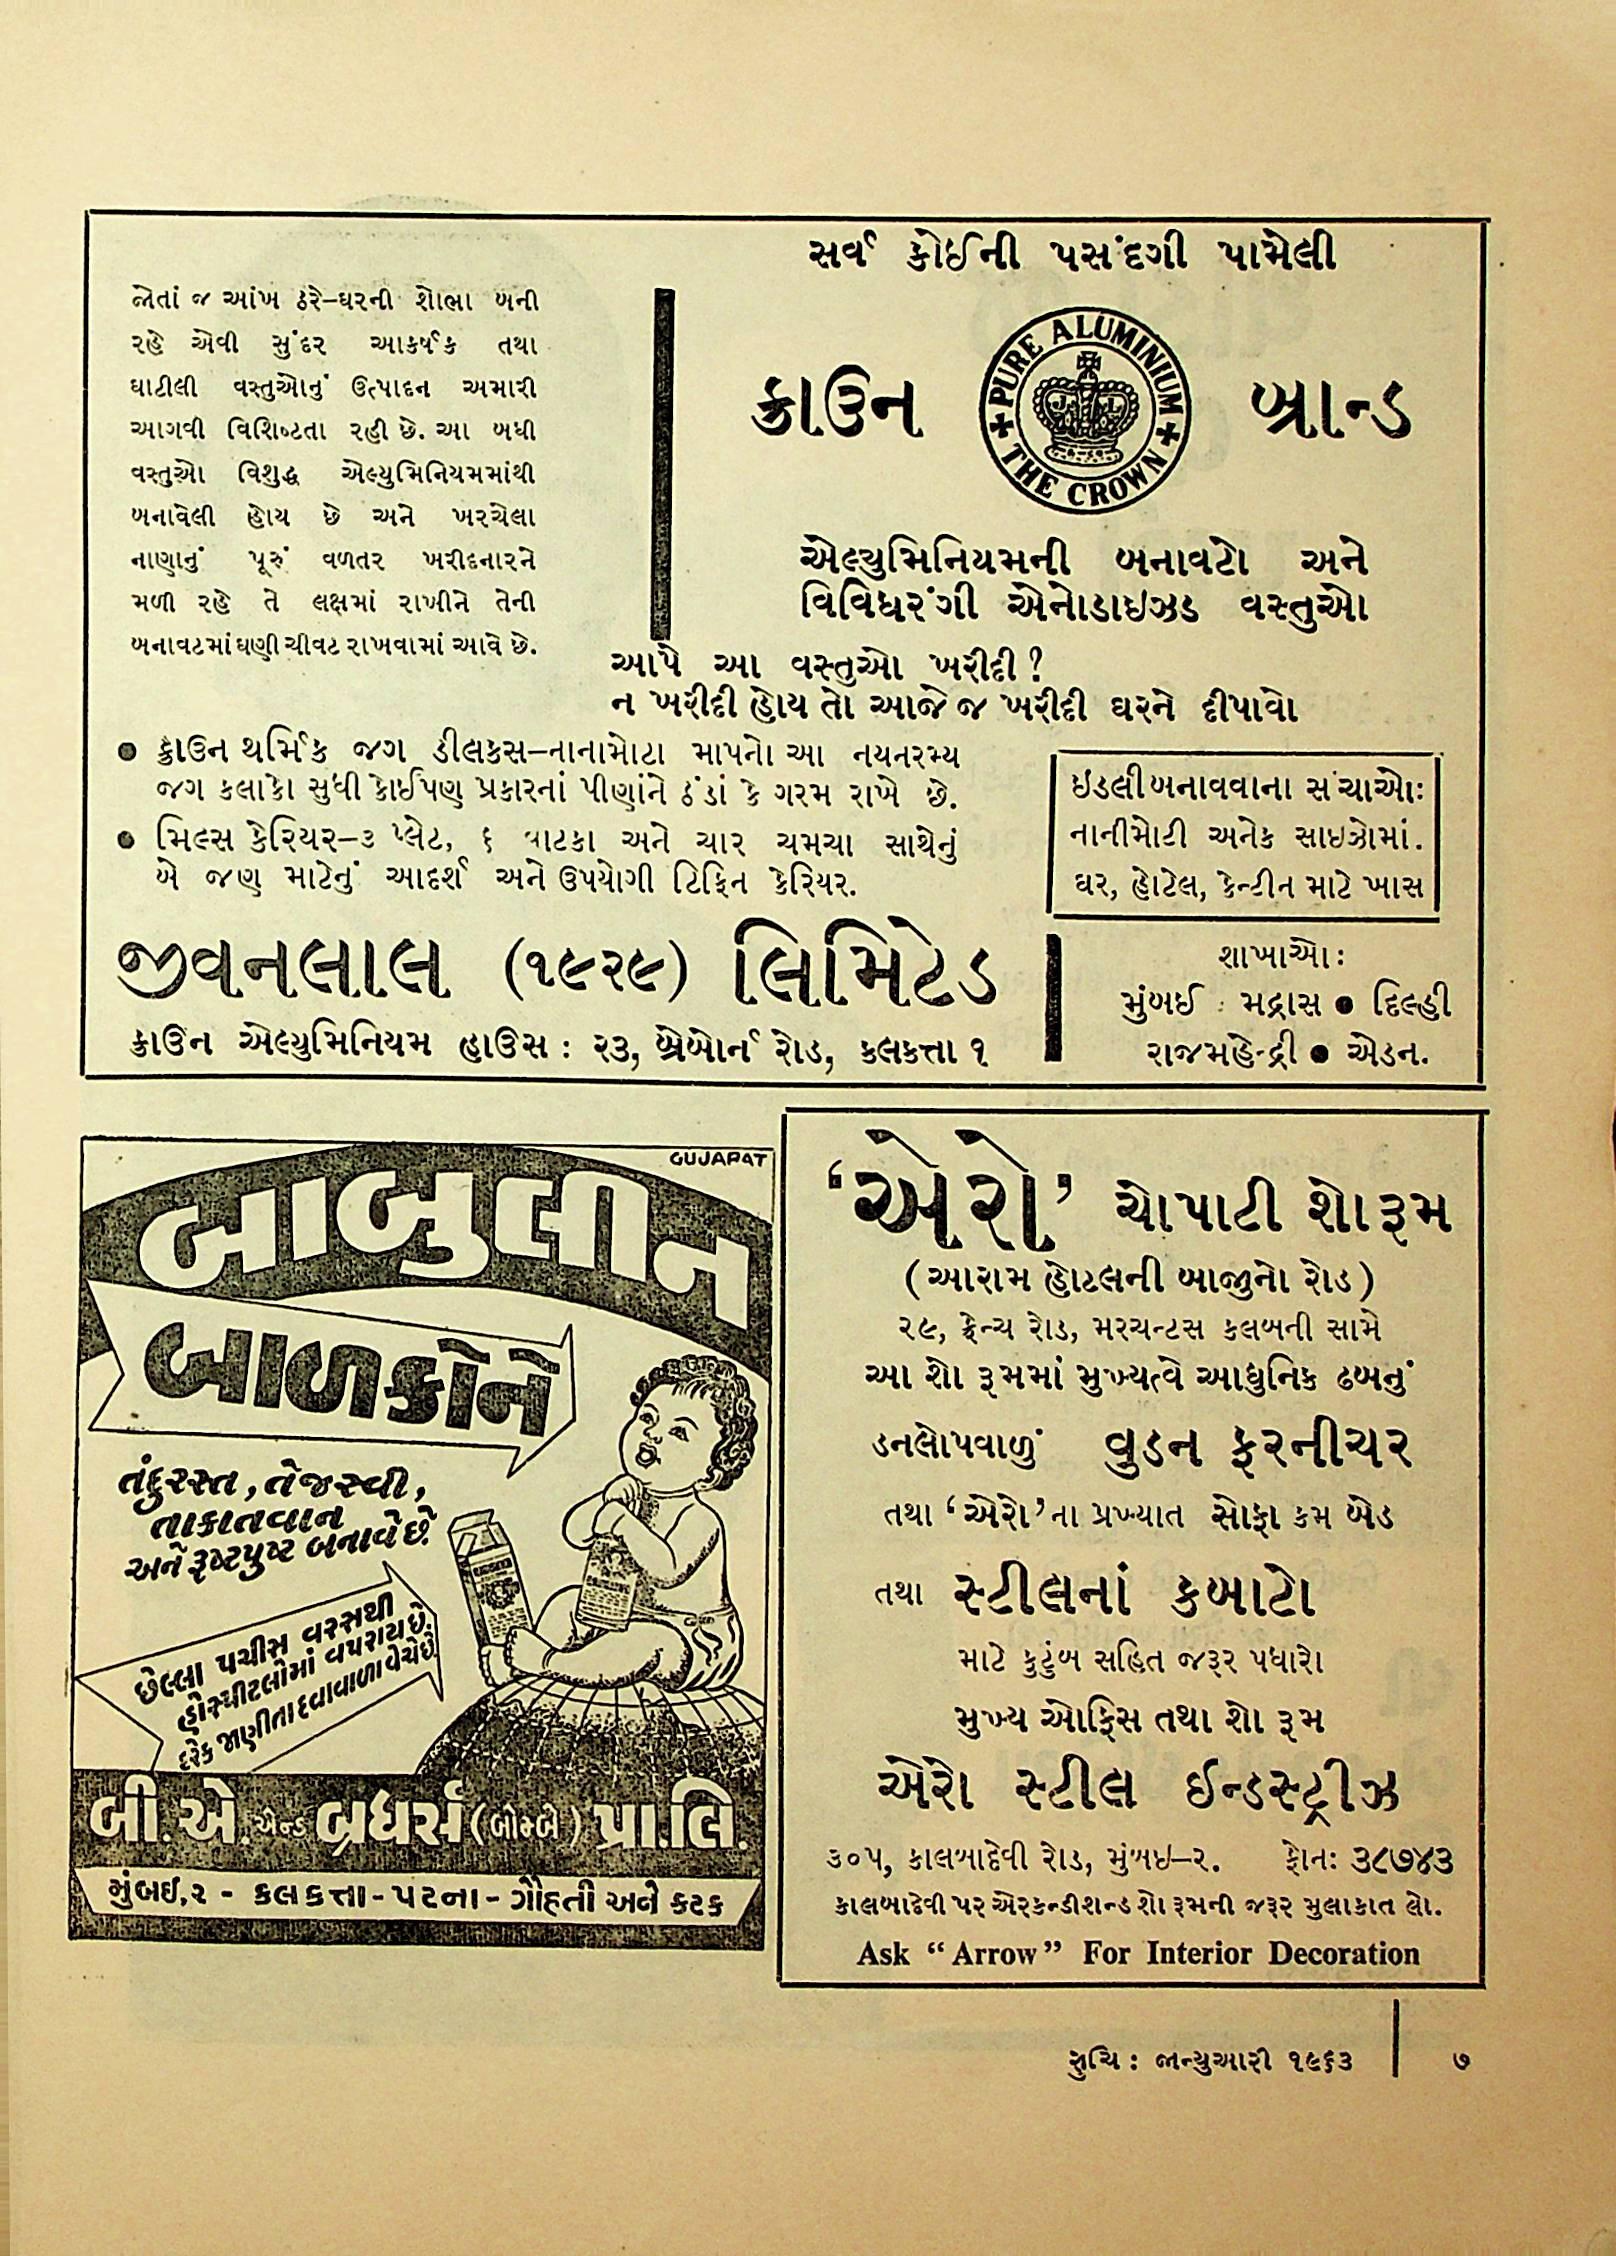 સર્વ કોઈની પસંદગી પામેલી
જોતાં જ આંખ ઠરે–ઘરની શોભા બની
રહે એવી સુંદર આકર્ષક તથા
ઘાટીલી વસ્તુઓનું ઉત્પાદન અમારી
આગવી વિશિષ્ટતા રહી છે. આ બધી
વસ્તુઓ વિશુદ્ધ એલ્યુમિનિયમમાંથી
બનાવેલી હોય છે અને ખરચેલા
નાણાનું પૂરું વળતર ખરીદનારને
મળી રહે તે લક્ષમાં રાખીને તેની
બનાવટમાં ઘણી ચીવટ રાખવામાં આવે છે.
ક્રાઉન
PURE ALUMINIUM
THE CROWN
બ્રાન્ડ
એલ્યુમિનિયમની બનાવટો અને
વિવિધરંગી એનોડાઇઝડ વસ્તુઓ
આપે આ વસ્તુઓ ખરીદી ?
ન ખરીદી હોય તો આજે જ ખરીદી ઘરને દીપાવો
● ક્રાઉન થર્મિક જગ ડીલકસ–નાનામોટા માપનો આ નયનરમ્ય
જગ કલાકો સુધી કોઈપણ પ્રકારનાં પીણાંને ઠંડાં કે ગરમ રાખે છે.
● મિલ્સ કેરિયર–૩ પ્લેટ, ૬ વાટકા અને ચાર ચમચા સાથેનું
બે જણ માટેનું આદર્શ અને ઉપયોગી ટિફિન કેરિયર.
ઇડલી બનાવવાના સંચાઓઃ
નાનીમોટી અનેક સાઇઝોમાં.
ઘર, હોટેલ, કેન્ટીન માટે ખાસ
જીવનલાલ (૧૯૨૯) લિમિટેડ
ક્રાઉન એલ્યુમિનિયમ હાઉસ : ૨૩, બ્રેબોર્ન રોડ, કલકત્તા ૧
શાખાઓ :
મુંબઈ : મદ્રાસ ● દિલ્હી
રાજમહેન્દ્રી ● એડન.
GUJARAT
બાબુલીન
બાળકોને
તંદુરસ્ત, તેજસ્વી,
તાકાતવાન
અને રૂષ્ટપુષ્ટ બનાવે છે.
છેલ્લા પચીસ વરસથી
હોસ્પીટલોમાં વપરાય છે.
દરેક જાણીતા દવાવાળા વેચે છે.
બી. એ. એન્ડ બ્રધર્સ (બોમ્બે) પ્રા.લિ.
મુંબઈ, ૨ - કલકત્તા - પટના - ગૌહતી અને કટક
‘એરો’ ચોપાટી શો રૂમ
(આરામ હોટલની બાજુનો રોડ)
૨૯, ફ્રેન્ચ રોડ, મરચન્ટસ કલબની સામે
આ શો રૂમમાં મુખ્યત્વે આધુનિક ઢબનું
ડનલોપવાળું વુડન ફરનીચર
તથા ‘એરો’ના પ્રખ્યાત સોફા કમ બેડ
તથા સ્ટીલનાં કબાટો
માટે કુટુંબ સહિત જરૂર પધારો
મુખ્ય ઓફિસ તથા શો રૂમ
એરો સ્ટીલ ઈન્ડસ્ટ્રીઝ
૩૦૫, કાલબાદેવી રોડ, મુંબઇ–૨. ફોનઃ ૩૮૭૪૩
કાલબાદેવી પર એરકન્ડીશન્ડ શો રૂમની જરૂર મુલાકાત લો.
Ask “Arrow” For Interior Decoration
રુચિ : જાન્યુઆરી ૧૯૬૩ | ૭